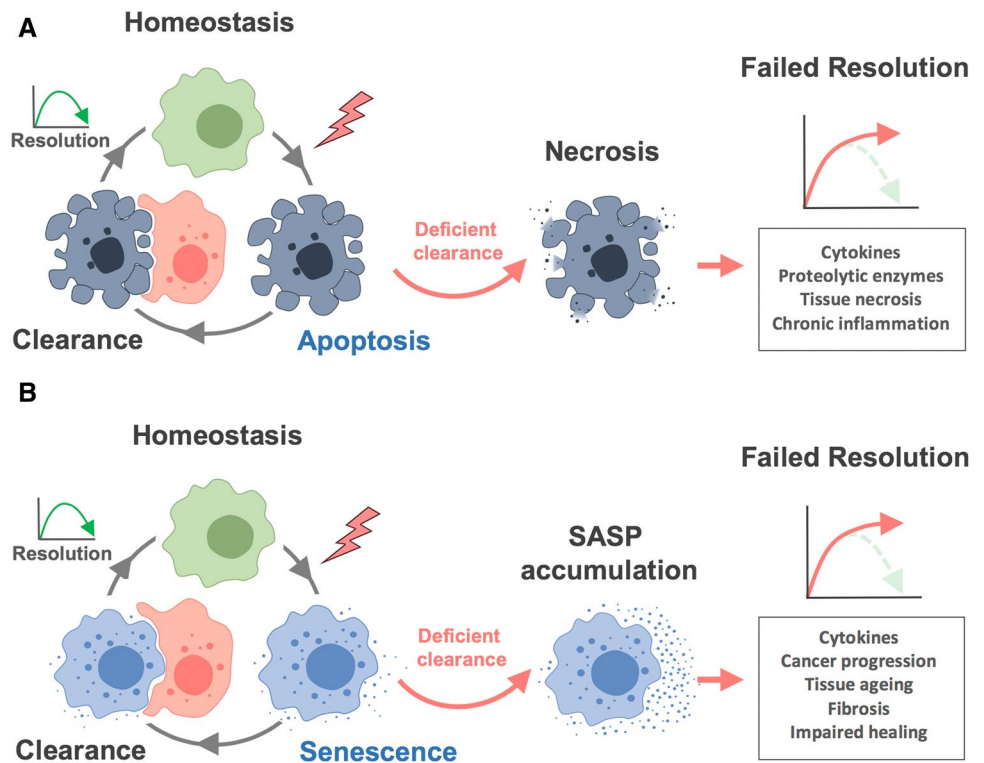 A
Homeostasis
Failed Resolution
Resolution
Necrosis
Deficient
clearance
Cytokines
Proteolytic enzymes
Tissue necrosis
Chronic inflammation
Clearance
Apoptosis
B
Homeostasis
Failed Resolution
Resolution
SASP
accumulation
Deficient
clearance
Cytokines
Cancer progression
Tissue ageing
Fibrosis
Impaired healing
Clearance
Senescence